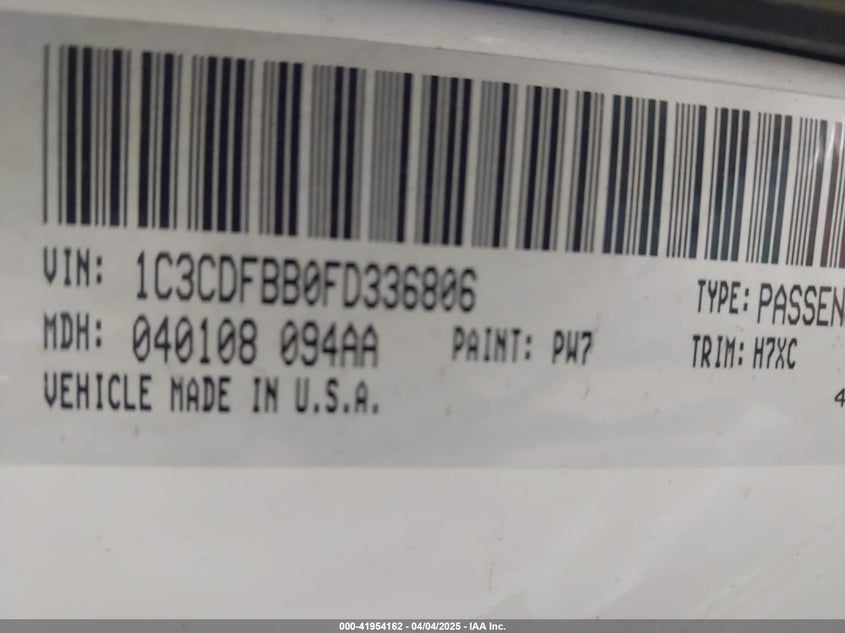 VIN: 1C3CDFBB0FD336806 TYPE: PASSEN
MDH: 040108 094AA PAINT: PW7 TRIM: H7XC
VEHICLE MADE IN U.S.A. 4
000-41954162 - 04/04/2025 - IAA Inc.